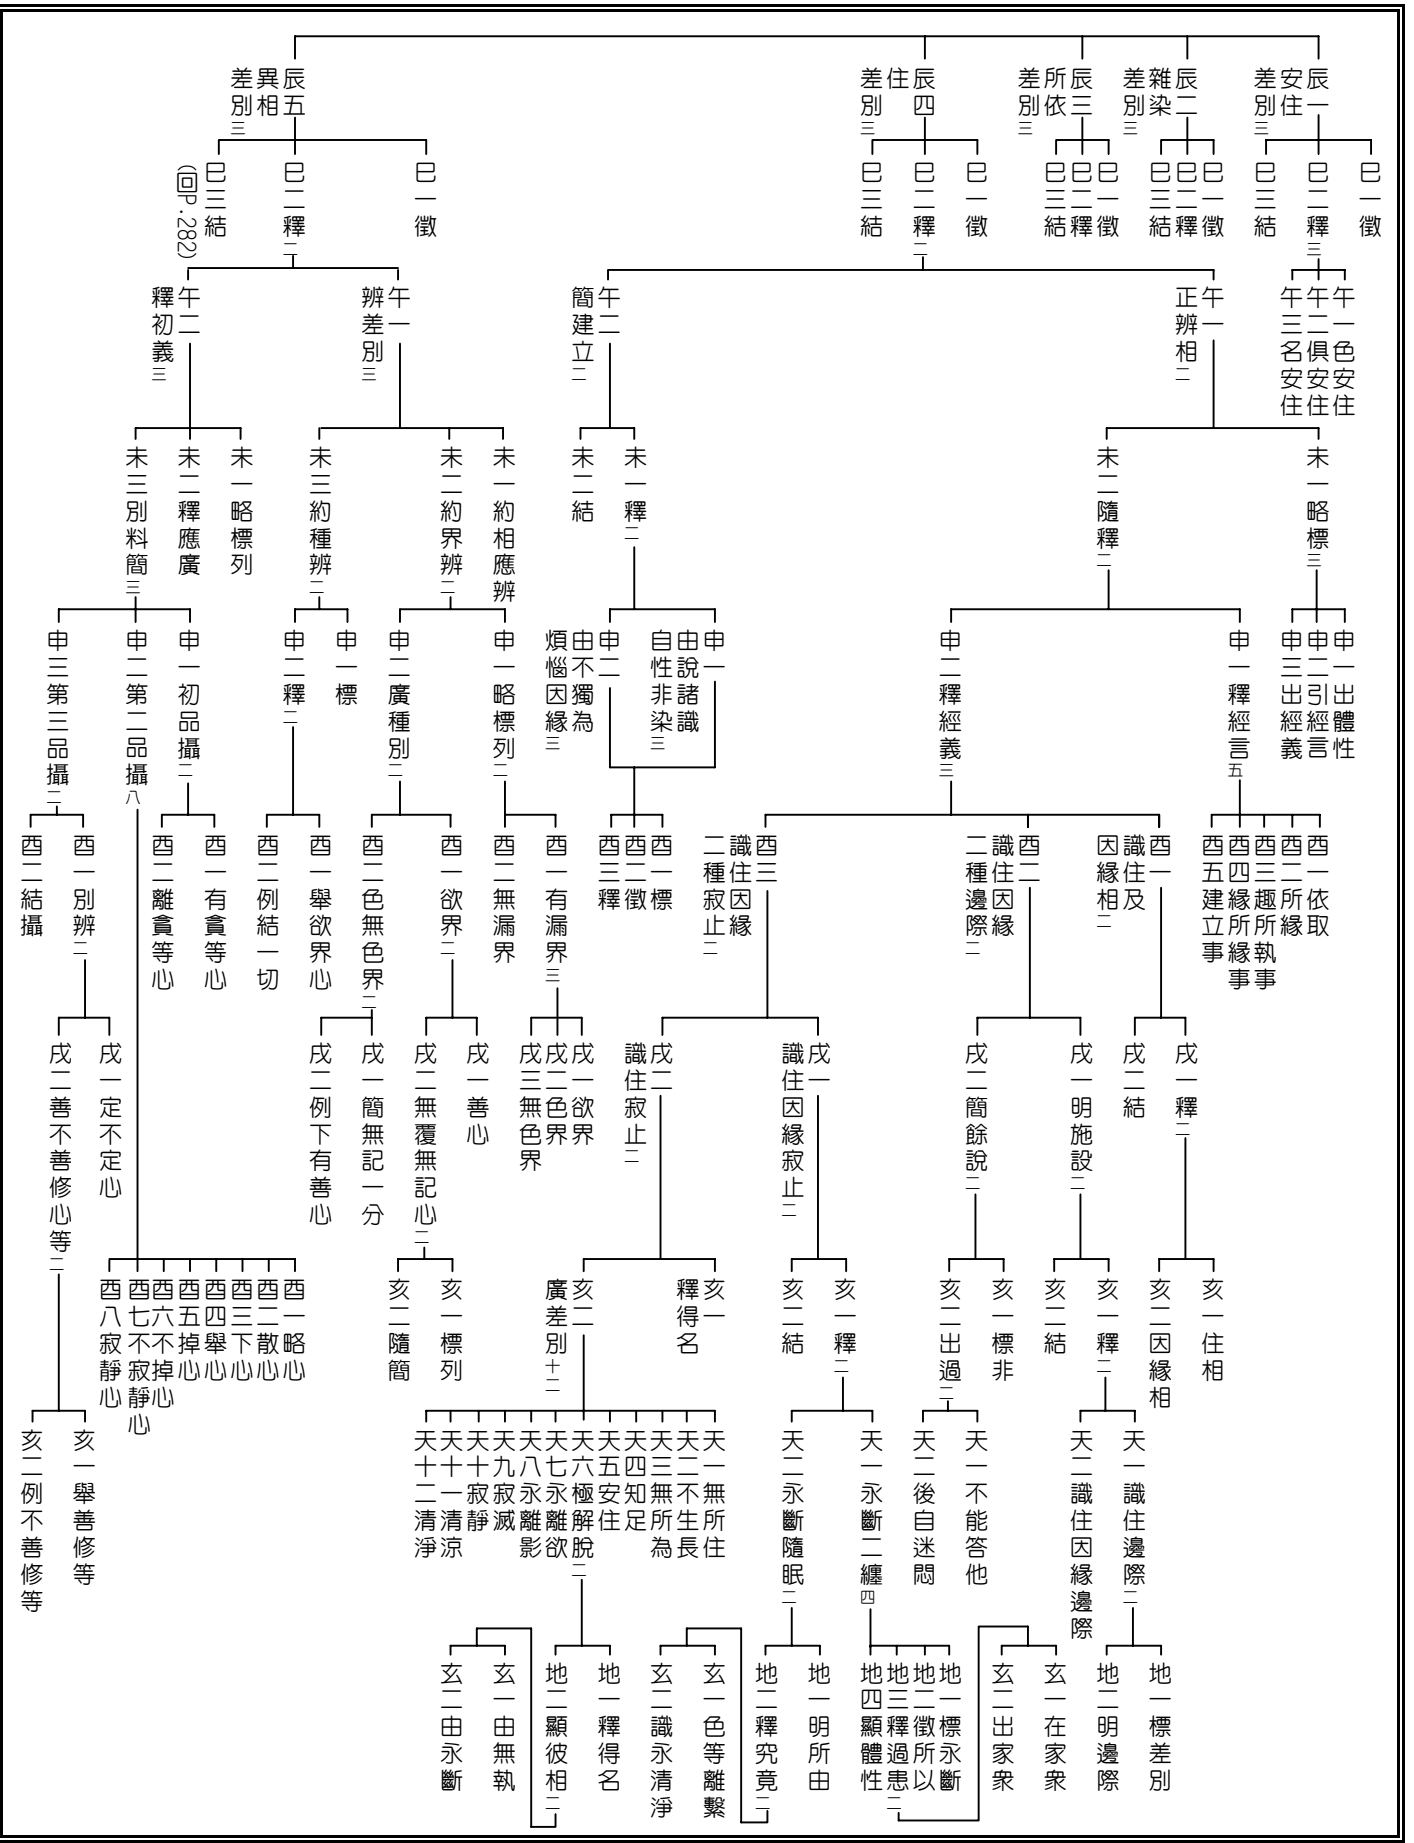 辰一
安住
差別三
辰二
雜染
差別三
辰三
所依
差別三
辰四
住
差別三
辰五
異相
差別三
巳一徵
巳二釋三
巳三結
巳一徵
巳二釋
巳三結
巳一徵
巳二釋
巳三結
巳一徵
巳二釋二
巳三結
巳一徵
巳二釋二
巳三結
(回P.282)
午一色安住
午二俱安住
午三名安住
午一
正辨相二
午二
簡建立二
午一
辨差別三
午二
釋初義三
未一略標三
未二隨釋二
未一釋二
未二結
未一約相應辨
未二約界辨二
未三約種辨二
未一略標列
未二釋應廣
未三別料簡三
申一出體性
申二引經言
申三出經義
申一釋經言五
申二釋經義三
申一
由說諸識
自性非染三
申二
由不獨為
煩惱因緣三
申一略標列二
申二廣種別二
申一標
申二釋二
申一初品攝二
申二第二品攝八
申三第三品攝二
酉一依取
酉二所緣
酉三趣所執事
酉四緣所緣事
酉五建立事
酉一
識住及
因緣相二
酉二
識住因緣
二種邊際二
酉三
識住因緣
二種寂止二
酉一標
酉二徵
酉三釋
酉一有漏界三
酉二無漏界
酉一欲界二
酉二色無色界二
酉一舉欲界心
酉二例結一切
酉一有貪等心
酉二離貪等心
酉一別辨二
酉二結攝
戌一釋二
戌二結
戌一明施設二
戌二簡餘說二
戌一
識住因緣寂止二
戌二
識住寂止二
戌一欲界
戌二色界
戌三無色界
戌一善心
戌二無覆無記心二
戌一簡無記一分
戌二例下有善心
戌一定不定心
戌二善不善修心等二
亥一住相
亥二因緣相
亥一釋二
亥二結
亥一標非
亥二出過二
亥一釋二
亥二結
亥一
釋得名
亥二
廣差別十二
亥一標列
亥二隨簡
酉一略心
酉二散心
酉三下心
酉四舉心
酉五掉心
酉六不掉心
酉七不寂靜心
酉八寂靜心
亥一舉善修等
亥二例不善修等
天一識住邊際二
天二識住因緣邊際
天一不能答他
天二後自迷悶
天一永斷二纏四
天二永斷隨眠二
天一無所住
天二不生長
天三無所為
天四知足
天五安住
天六極解脫二
天七永離欲
天八永離影
天九寂滅
天十寂靜
天十一清涼
天十二清淨
地一標差別
地二明邊際
玄一在家眾
玄二出家眾
地一標永斷
地二徵所以
地三釋過患二
地四顯體性
地一明所由
地二釋究竟二
玄一色等離繫
玄二識永清淨
地一釋得名
地二顯彼相二
玄一由無執
玄二由永斷